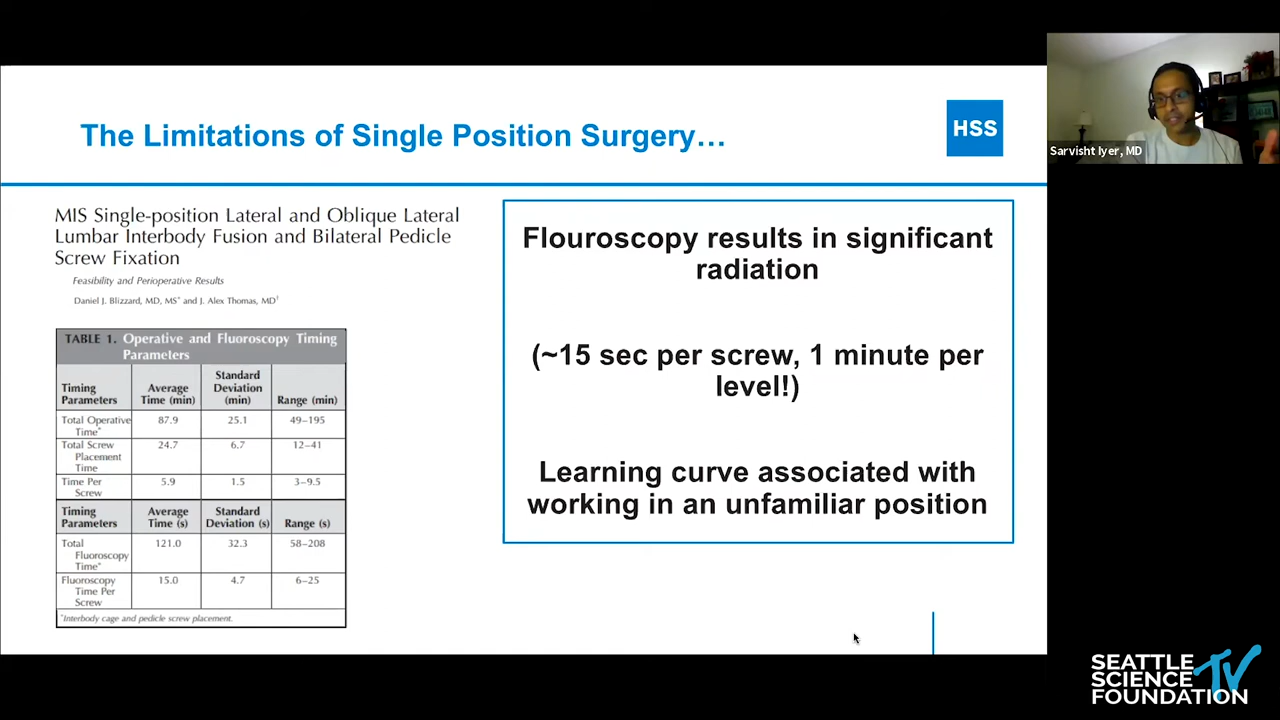 The Limitations of Single Position Surgery…
HSS
MIS Single-position Lateral and Oblique Lateral
Lumbar Interbody Fusion and Bilateral Pedicle
Screw Fixation
Feasibility and Perioperative Results
Daniel J. Blizzard, MD, MS* and J. Alex Thomas, MD†
TABLE 1. Operative and Fluoroscopy Timing
Parameters
Timing Parameters Average Time (min) Standard Deviation (min) Range (min)
Total Operative Time* 87.9 25.1 49–195
Total Screw Placement Time 24.7 6.7 12–41
Time Per Screw 5.9 1.5 3–9.5
Timing Parameters Average Time (s) Standard Deviation (s) Range (s)
Total Fluoroscopy Time* 121.0 32.3 58–208
Fluoroscopy Time Per Screw 15.0 4.7 6–25
*Interbody cage and pedicle screw placement.
Flouroscopy results in significant
radiation
(~15 sec per screw, 1 minute per
level!)
Learning curve associated with
working in an unfamiliar position
Sarvisht Iyer, MD
SEATTLE
SCIENCE
FOUNDATION
TV